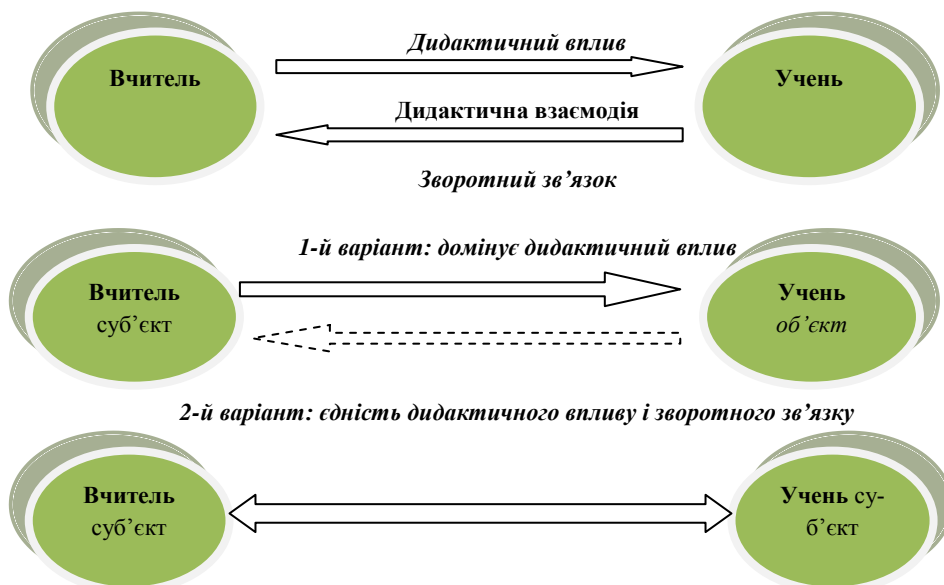 Дидактичний вплив
Вчитель
Учень
Дидактична взаємодія
Зворотний зв’язок
1-й варіант: домінує дидактичний вплив
Вчитель
суб’єкт
Учень
об’єкт
2-й варіант: єдність дидактичного впливу і зворотного зв’язку
Вчитель
суб’єкт
Учень су-
б’єкт